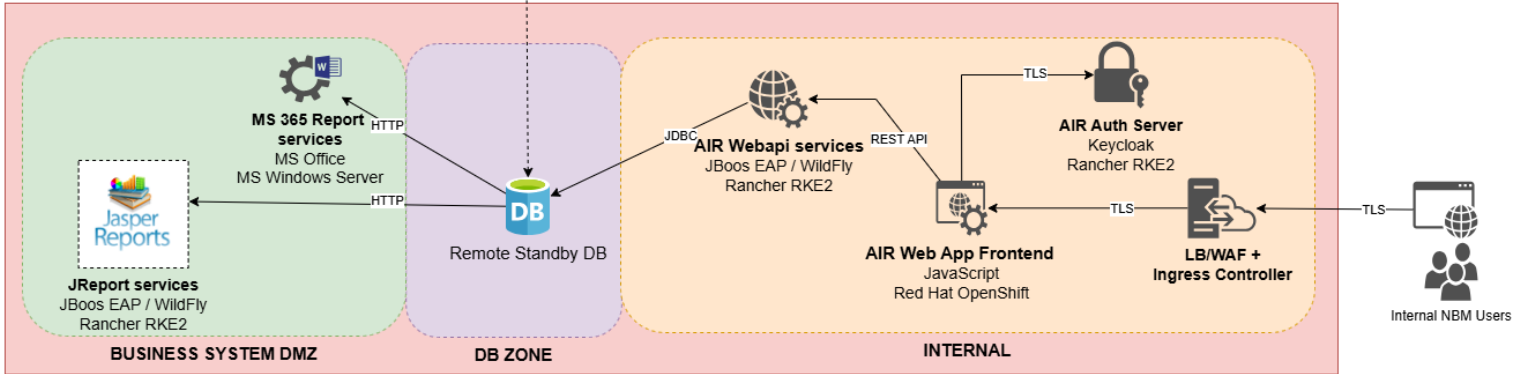 MS 365 Report
services
MS Office
MS Windows Server
HTTP
HTTP
Jasper
Reports
JReport services
JBoos EAP / WildFly
Rancher RKE2
BUSINESS SYSTEM DMZ
DB
Remote Standby DB
DB ZONE
JDBC
AIR Webapi services
JBoos EAP / WildFly
Rancher RKE2
REST API
TLS
AIR Auth Server
Keycloak
Rancher RKE2
AIR Web App Frontend
JavaScript
Red Hat OpenShift
TLS
LB/WAF +
Ingress Controller
INTERNAL
TLS
Internal NBM Users
W